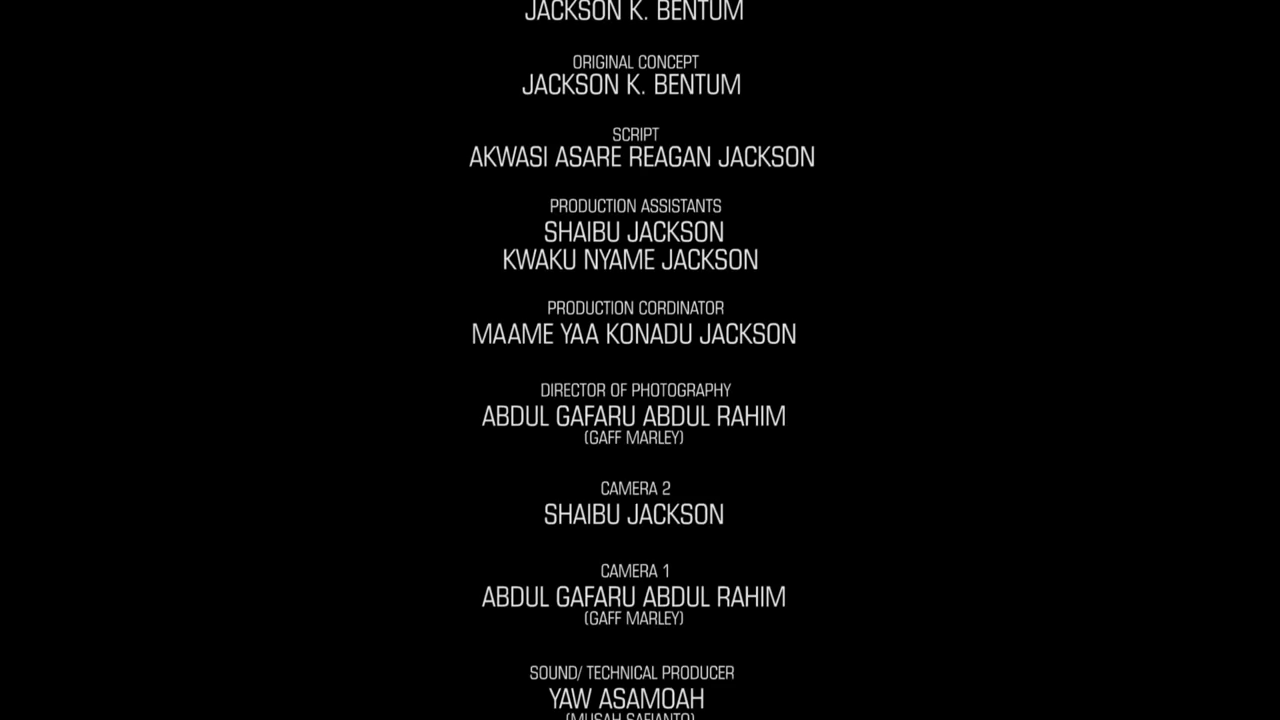 JACKSON K. BENTUM
ORIGINAL CONCEPT
JACKSON K. BENTUM
SCRIPT
AKWASI ASARE REAGAN JACKSON
PRODUCTION ASSISTANTS
SHAIBU JACKSON
KWAKU NYAME JACKSON
PRODUCTION CORDINATOR
MAAME YAA KONADU JACKSON
DIRECTOR OF PHOTOGRAPHY
ABDUL GAFARU ABDUL RAHIM
(GAFF MARLEY)
CAMERA 2
SHAIBU JACKSON
CAMERA 1
ABDUL GAFARU ABDUL RAHIM
(GAFF MARLEY)
SOUND/ TECHNICAL PRODUCER
YAW ASAMOAH
(MUSAH SAFIANTO)